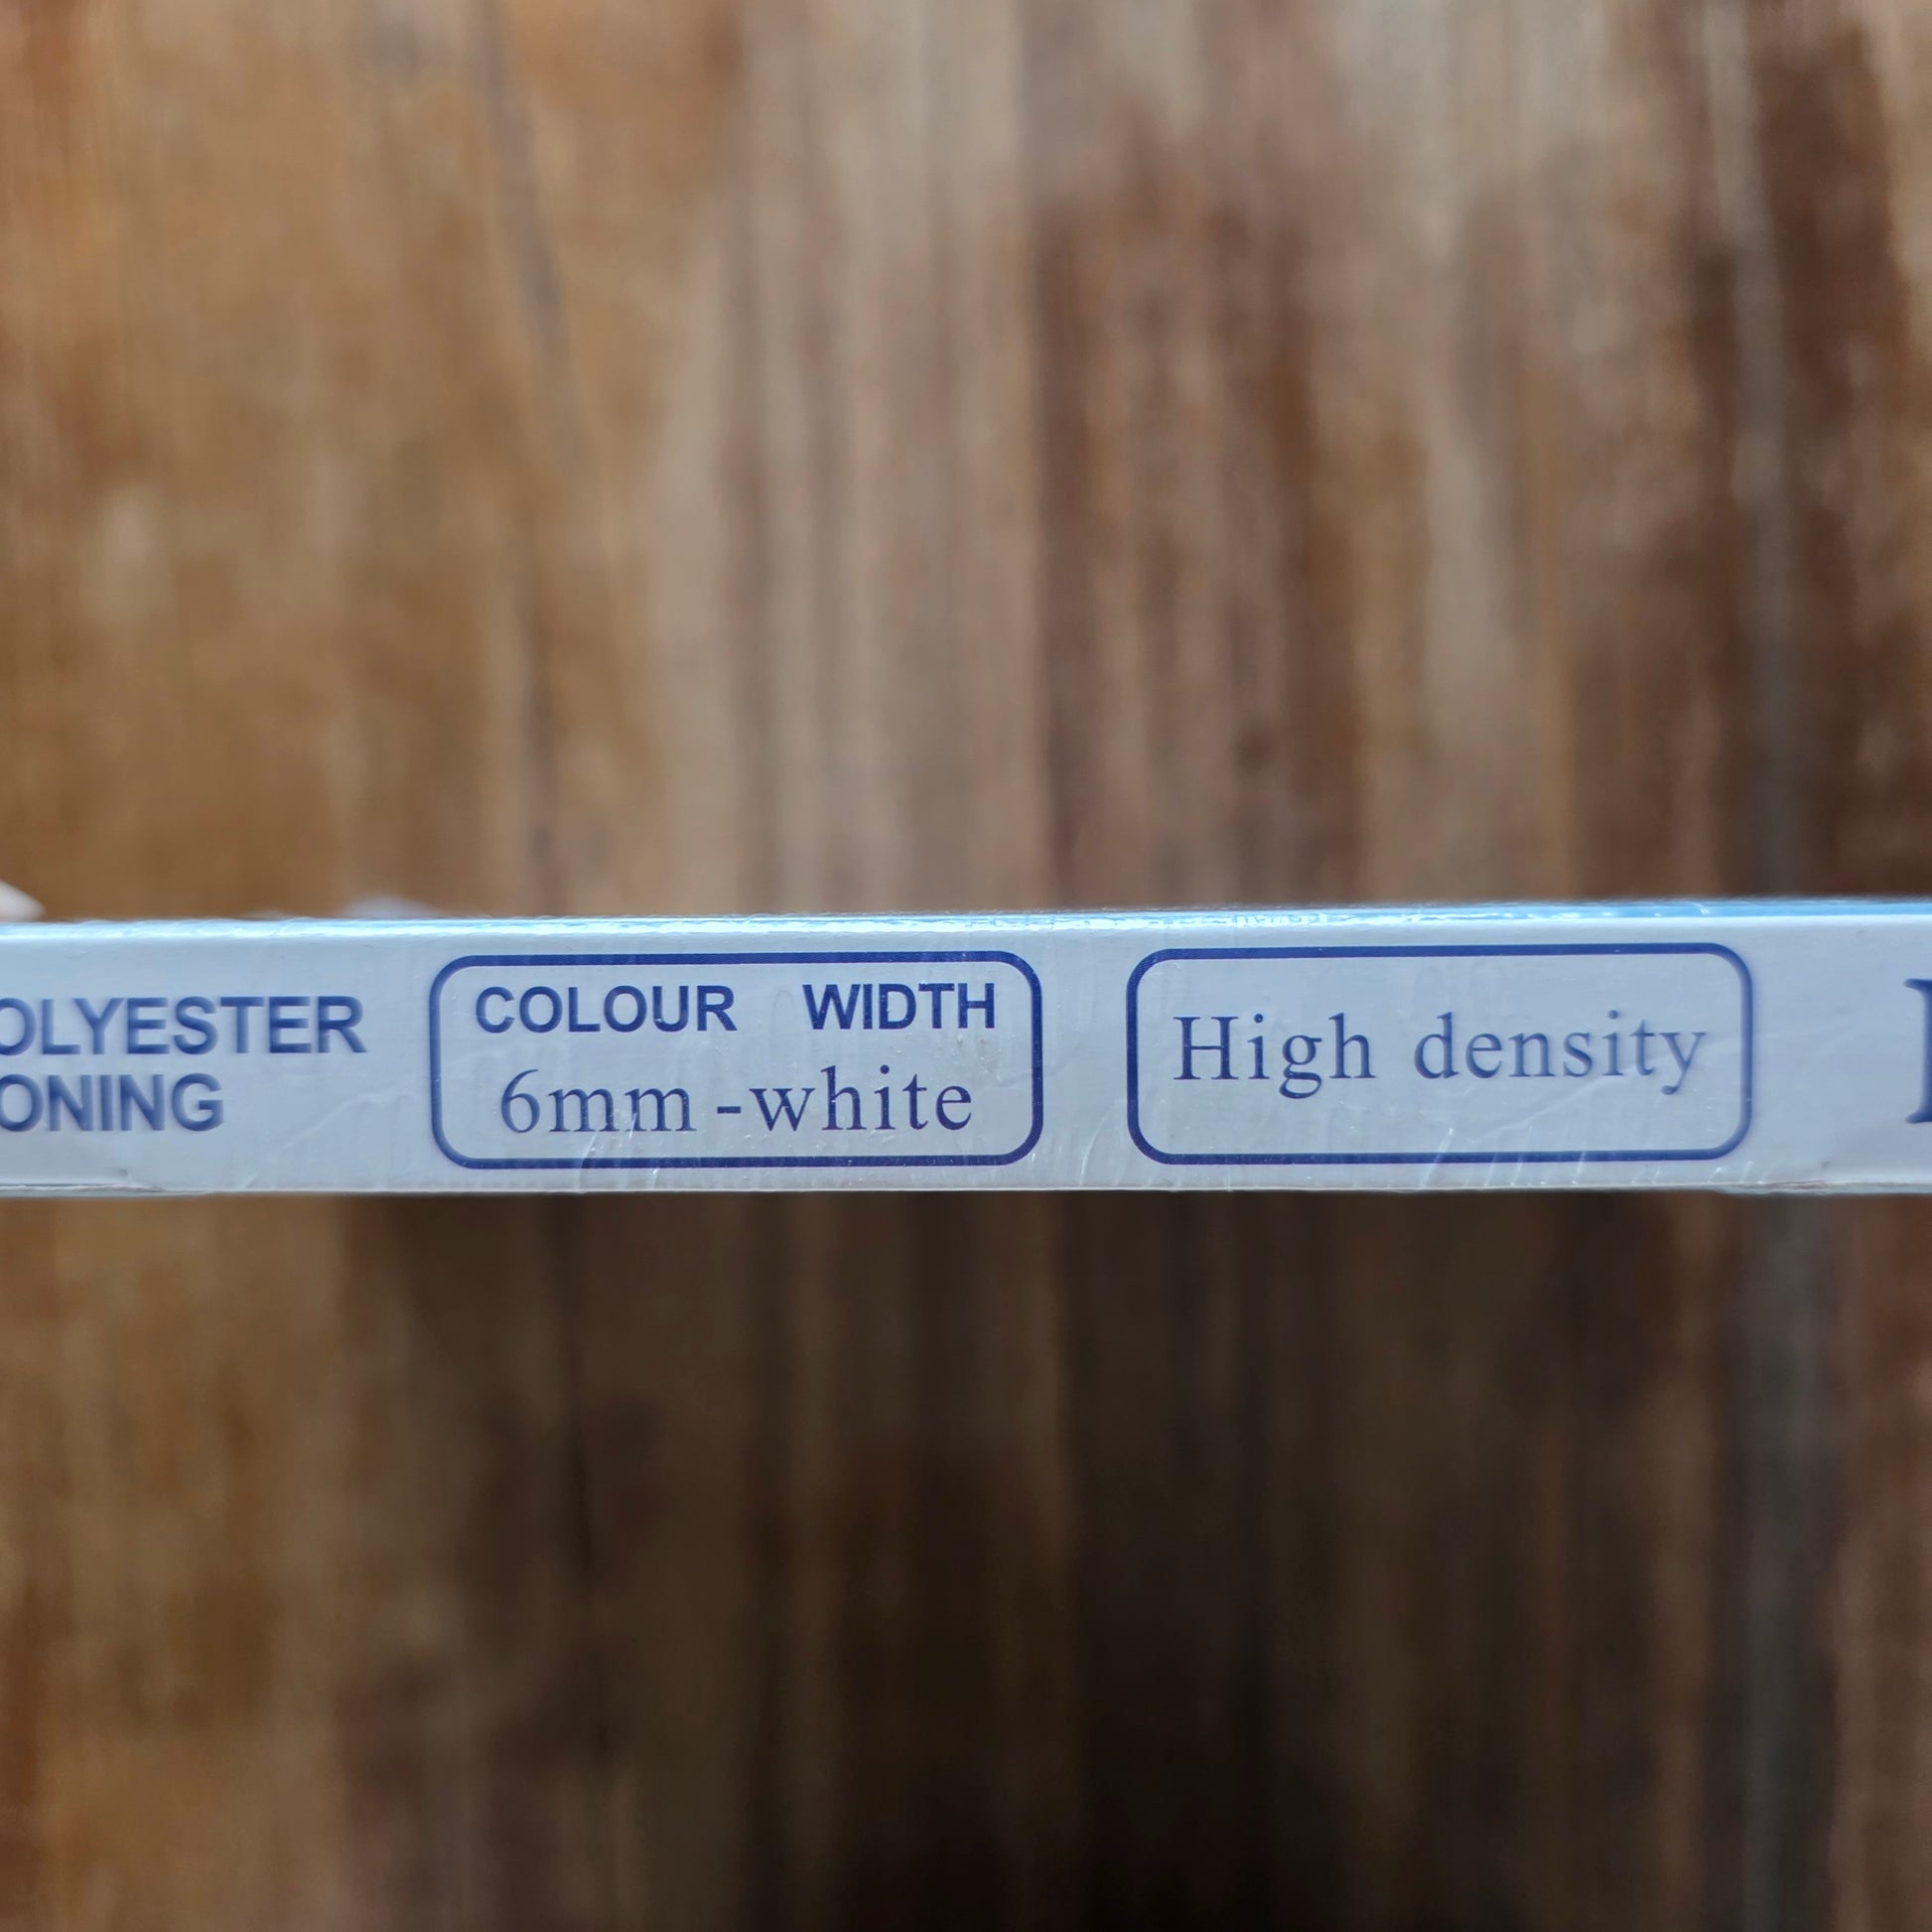 OLYESTER
ONING
COLOUR WIDTH
6mm - white
High density